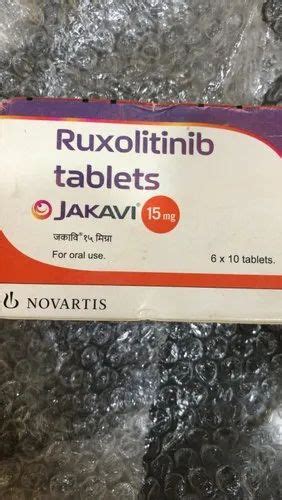 Ruxolitinib
tablets
JAKAVI® 15 mg
जकावि® १५ मिग्रा
For oral use.
6 x 10 tablets.
NOVARTIS